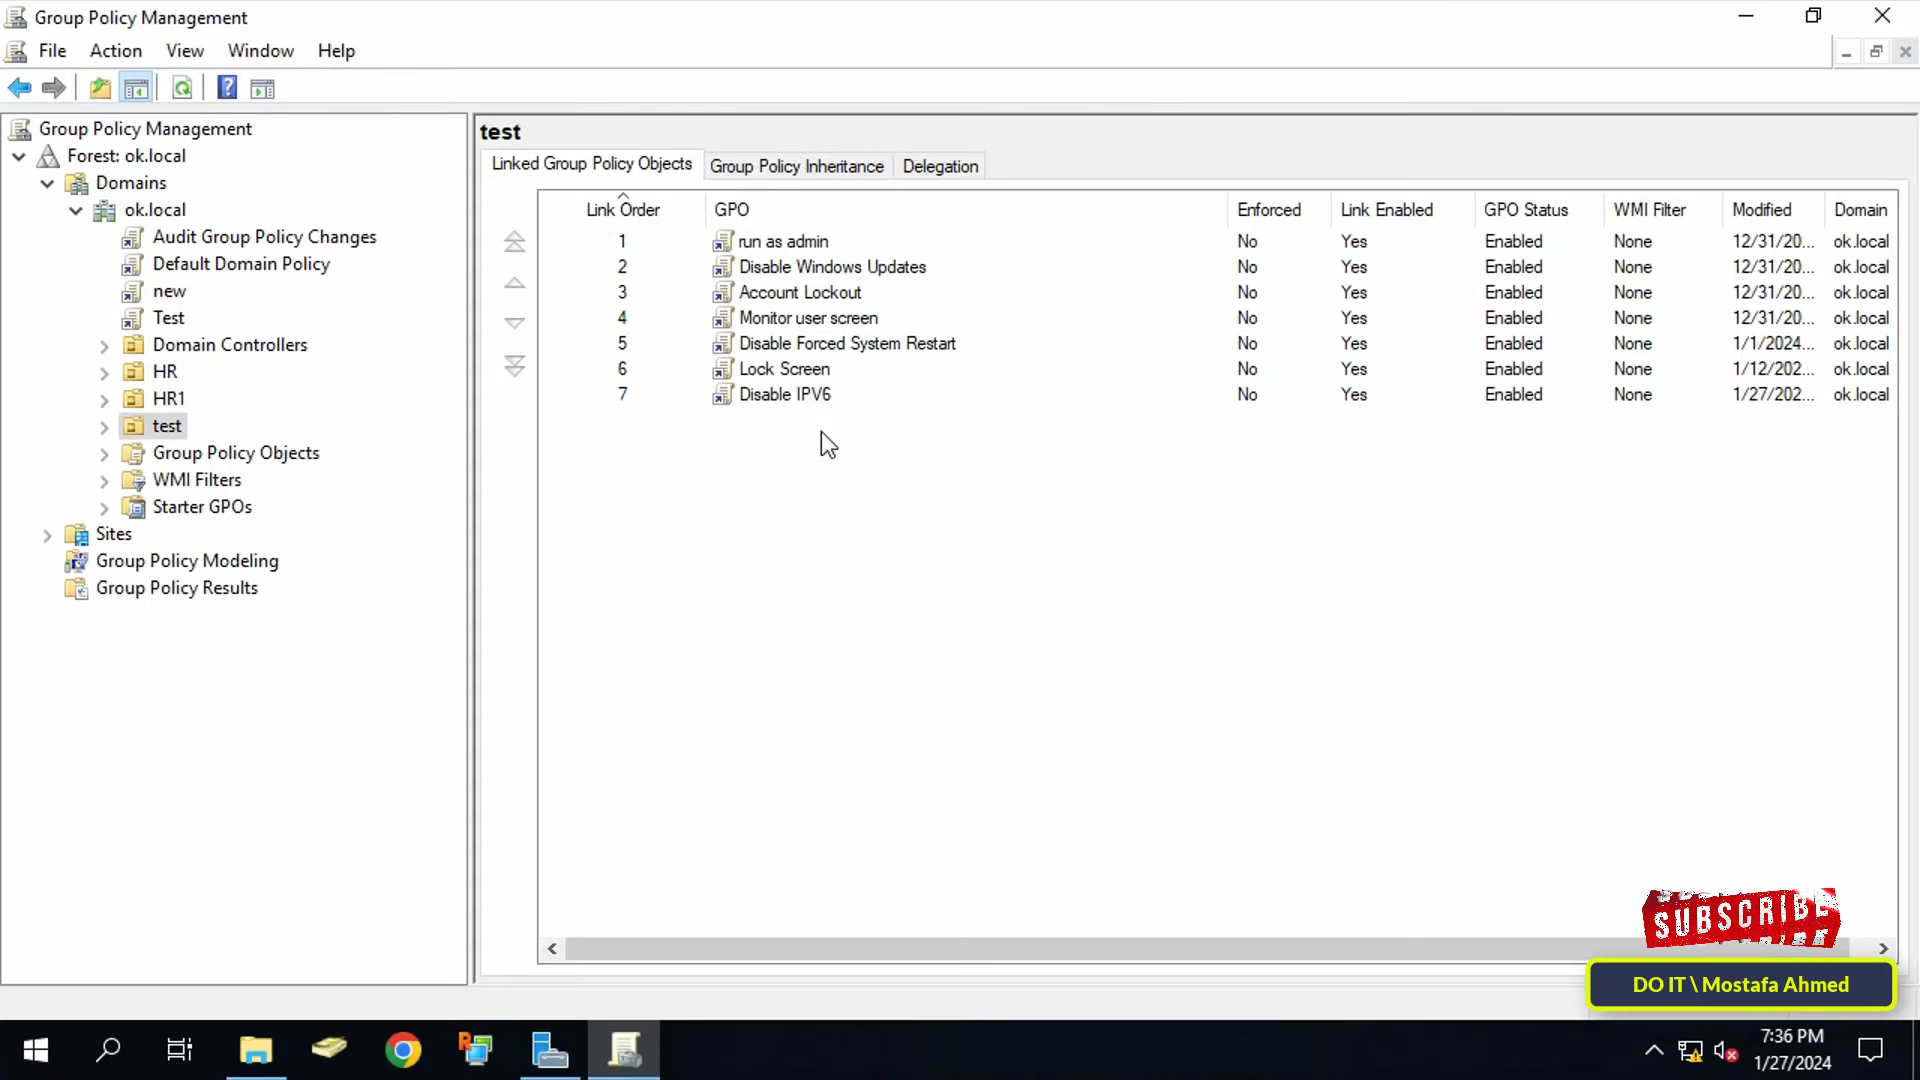 Group Policy Management
File Action View Window Help
Group Policy Management
Forest: ok.local
Domains
ok.local
Audit Group Policy Changes
Default Domain Policy
new
Test
Domain Controllers
HR
HR1
test
Group Policy Objects
WMI Filters
Starter GPOs
Sites
Group Policy Modeling
Group Policy Results
test
Linked Group Policy Objects Group Policy Inheritance Delegation
Link Order GPO Enforced Link Enabled GPO Status WMI Filter Modified Domain
1 run as admin No Yes Enabled None 12/31/20... ok.local
2 Disable Windows Updates No Yes Enabled None 12/31/20... ok.local
3 Account Lockout No Yes Enabled None 12/31/20... ok.local
4 Monitor user screen No Yes Enabled None 12/31/20... ok.local
5 Disable Forced System Restart No Yes Enabled None 1/1/2024... ok.local
6 Lock Screen No Yes Enabled None 1/12/202... ok.local
7 Disable IPV6 No Yes Enabled None 1/27/202... ok.local
SUBSCRIBE
DO IT \ Mostafa Ahmed
7:36 PM
1/27/2024